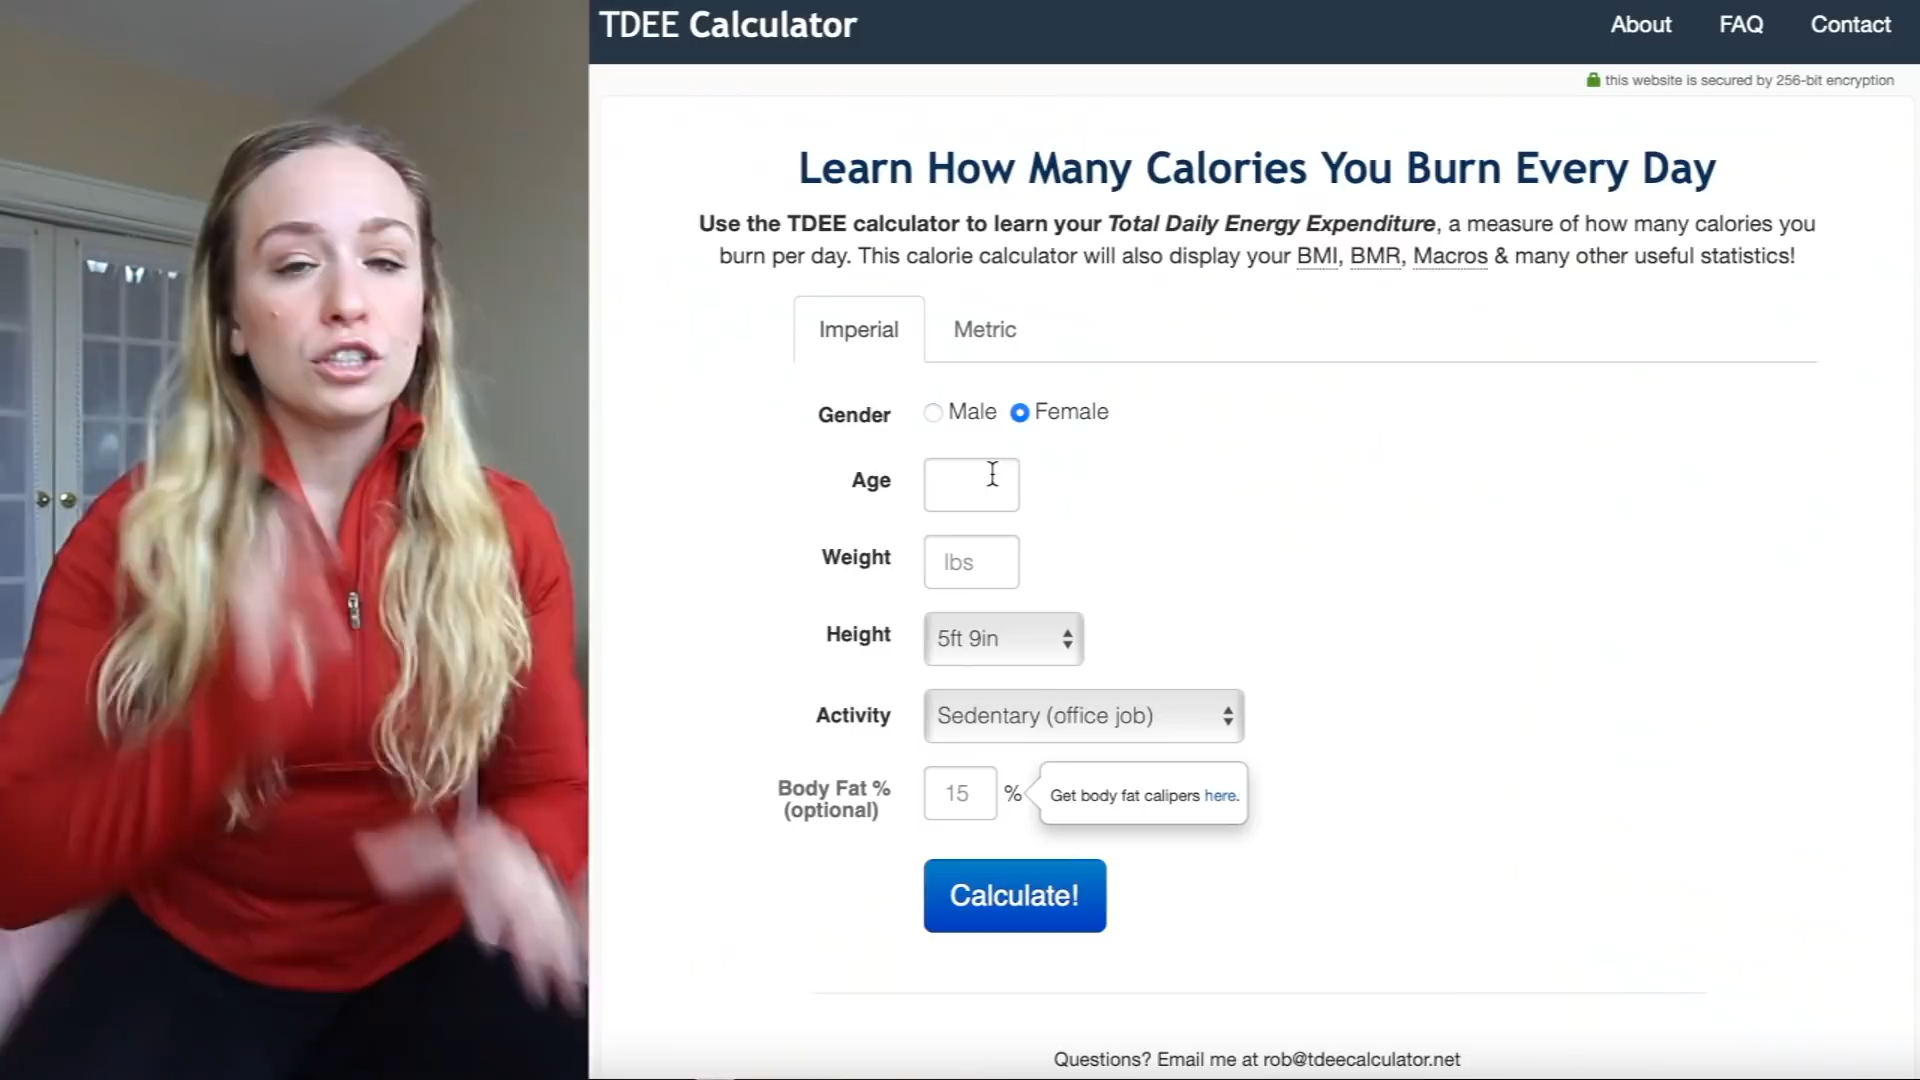 TDEE Calculator
About FAQ Contact
this website is secured by 256-bit encryption
Learn How Many Calories You Burn Every Day
Use the TDEE calculator to learn your Total Daily Energy Expenditure, a measure of how many calories you
burn per day. This calorie calculator will also display your BMI, BMR, Macros & many other useful statistics!
Imperial Metric
Gender Male Female
Age
Weight lbs
Height 5ft 9in
Activity Sedentary (office job)
Body Fat %
(optional)
15 % Get body fat calipers here.
Calculate!
Questions? Email me at rob@tdeecalculator.net